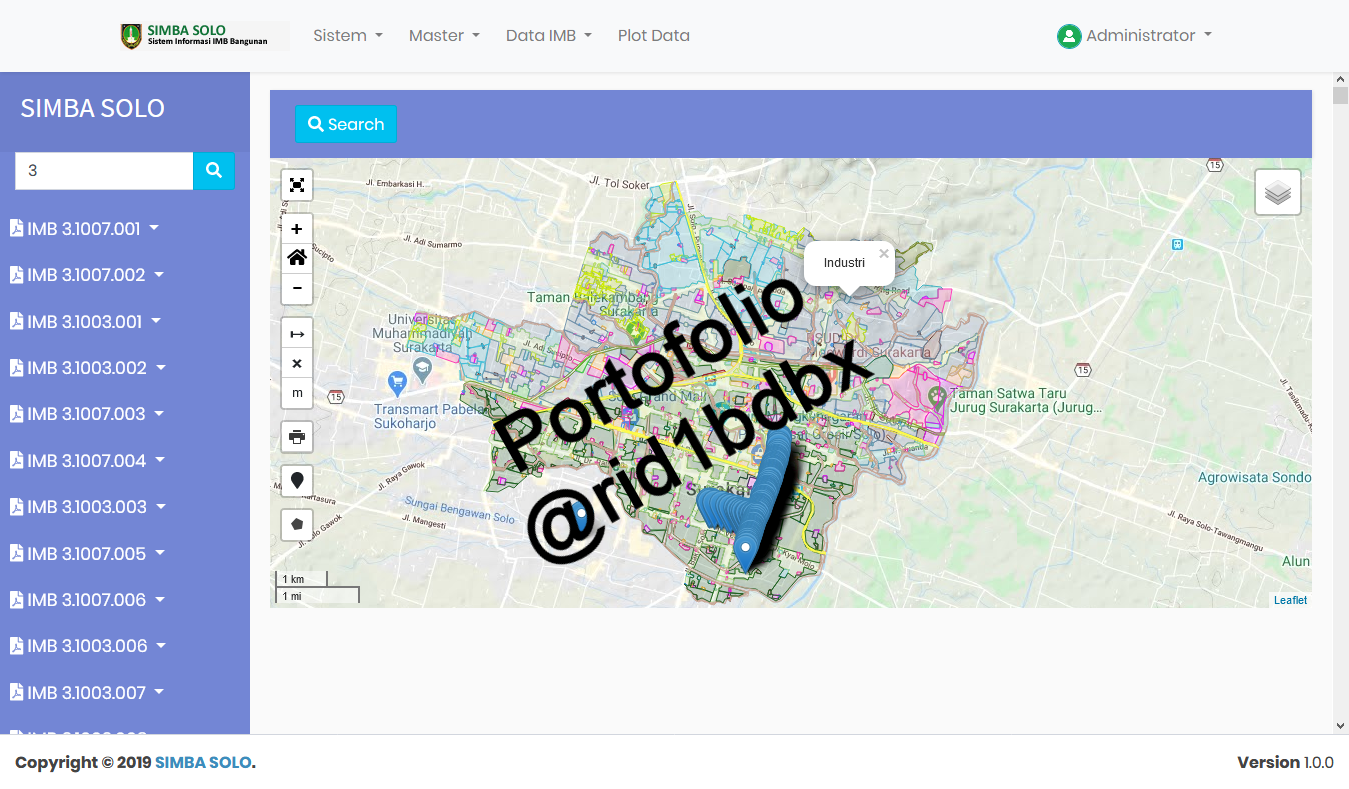 SIMBA SOLO
Sistem Informasi IMB Bangunan
Sistem
Master
Data IMB
Plot Data
Administrator
SIMBA SOLO
3
IMB 3.1007.001
IMB 3.1007.002
IMB 3.1003.001
IMB 3.1003.002
IMB 3.1007.003
IMB 3.1007.004
IMB 3.1003.003
IMB 3.1007.005
IMB 3.1007.006
IMB 3.1003.006
IMB 3.1003.007
Search
Jl. Embarkasi H...
Jl. Tol Soker
15
Jl. Adi Sumarmo
Industri
×
+
−
Taman
Surakarta
Universitas
Muhammadiyah
Surakarta
15
15
Transmart Pabelan
Sukoharjo
Taman Satwa Taru
Jurug Surakarta (Jurug...
Portofolio
@rid1bdbx
m
Jl. Raya Gawok
Sungai Bengawan Solo
Jl. Mangesti
Agrowisata Sondo
Jl. Raya Solo-Tawangmangu
Alun
1 km
1 mi
Leaflet
Copyright © 2019 SIMBA SOLO.
Version 1.0.0